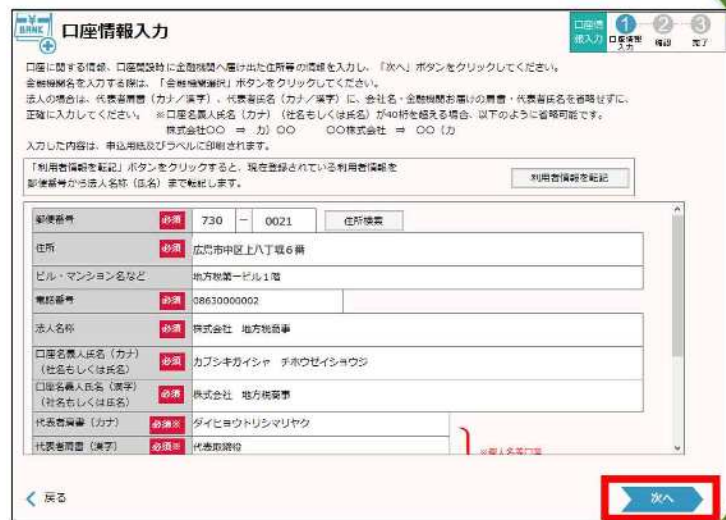 BANK 口座情報入力
口座情報入力 1 口座情報入力 2 確認 3 完了
口座に関する情報、口座開設時に金融機関へ届け出た住所等の情報を入力し、「次へ」ボタンをクリックしてください。
金融機関名を入力する際は、「金融機関選択」ボタンをクリックしてください。
法人の場合は、代表者肩書（カナ／漢字）、代表者氏名（カナ／漢字）に、会社名・金融機関お届けの肩書・代表者氏名を省略せずに、
正確に入力してください。 ※口座名義人氏名（カナ）（社名もしくは氏名）が40桁を超える場合、以下のように省略可能です。
株式会社〇〇 ⇒ カ）〇〇 〇〇株式会社 ⇒ 〇〇（カ
入力した内容は、申込用紙及びラベルに印刷されます。
「利用者情報を転記」ボタンをクリックすると、現在登録されている利用者情報を
郵便番号から法人名称（氏名）まで転記します。
利用者情報を転記
郵便番号 必須 730 － 0021 住所検索
住所 必須 広島市中区上八丁堀６番
ビル・マンション名など 地方税第一ビル１階
電話番号 必須 08630000002
法人名称 必須 株式会社 地方税商事
口座名義人氏名（カナ）
（社名もしくは氏名） 必須 カブシキガイシャ チホウゼイショウジ
口座名義人氏名（漢字）
（社名もしくは氏名） 必須 株式会社 地方税商事
代表者肩書（カナ） 必須※ ダイヒョウトリシマリヤク
代表者肩書（漢字） 必須※ 代表取締役
※個人名義口座
戻る
次へ